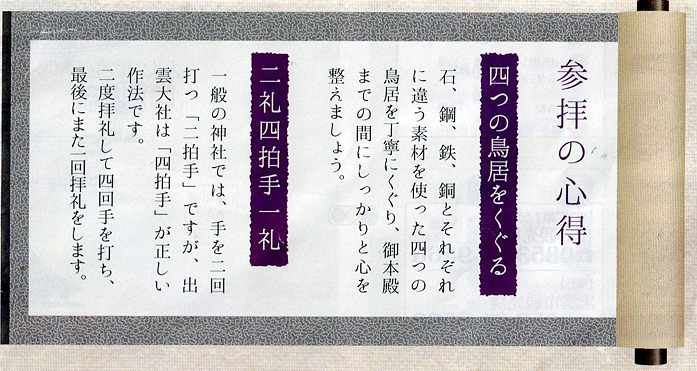 参拝の心得
四つの鳥居をくぐる
石、鋼、鉄、銅とそれぞれ
に違う素材を使った四つの
鳥居を丁寧にくぐり、御本殿
までの間にしっかりと心を
整えましょう。
二礼四拍手一礼
一般の神社では、手を二回
打つ「二拍手」ですが、出
雲大社は「四拍手」が正しい
作法です。
二度拝礼して四回手を打ち、
最後にまた一回拝礼をします。